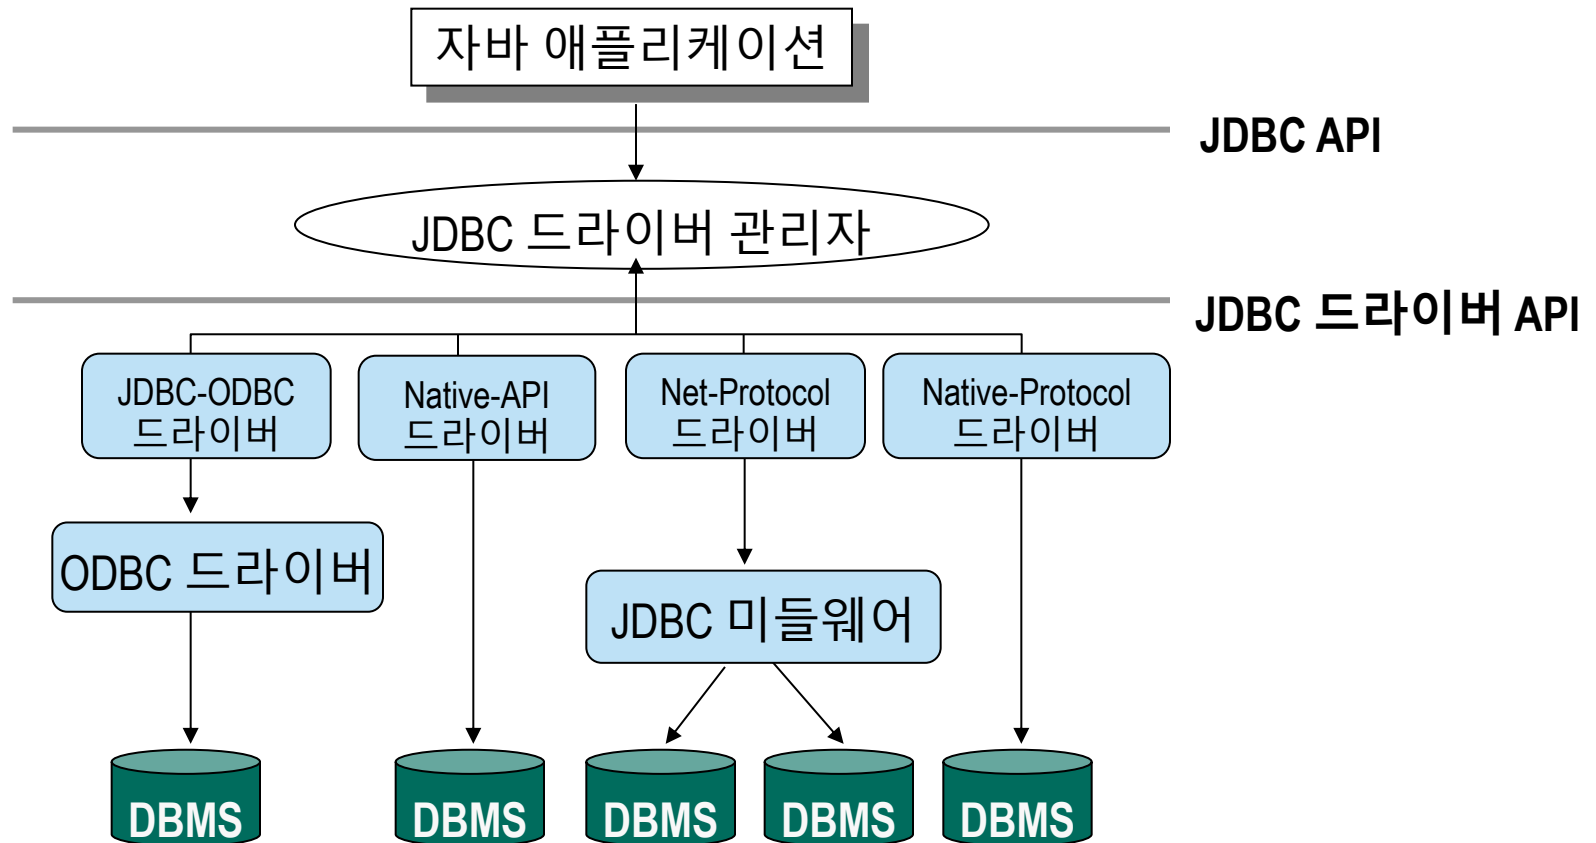 자바 애플리케이션
JDBC API
JDBC 드라이버 관리자
JDBC 드라이버 API
JDBC-ODBC
드라이버
Native-API
드라이버
Net-Protocol
드라이버
Native-Protocol
드라이버
ODBC 드라이버
JDBC 미들웨어
DBMS
DBMS
DBMS
DBMS
DBMS